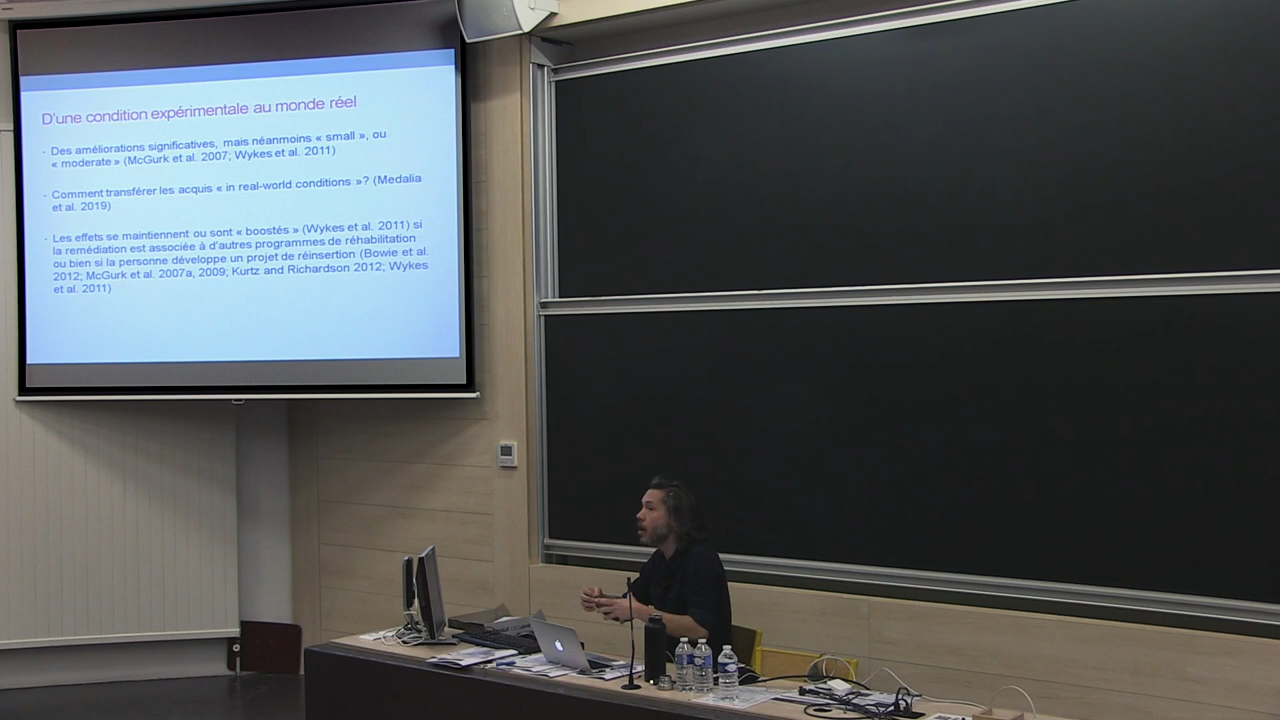 D'une condition expérimentale au monde réel
- Des améliorations significatives, mais néanmoins « small », ou
« moderate » (McGurk et al. 2007; Wykes et al. 2011)
- Comment transférer les acquis « in real-world conditions »? (Medalia
et al. 2019)
- Les effets se maintiennent ou sont « boostés » (Wykes et al. 2011) si
la remédiation est associée à d'autres programmes de réhabilitation
ou bien si la personne développe un projet de réinsertion (Bowie et al.
2012; McGurk et al. 2007a, 2009; Kurtz and Richardson 2012; Wykes
et al. 2011)